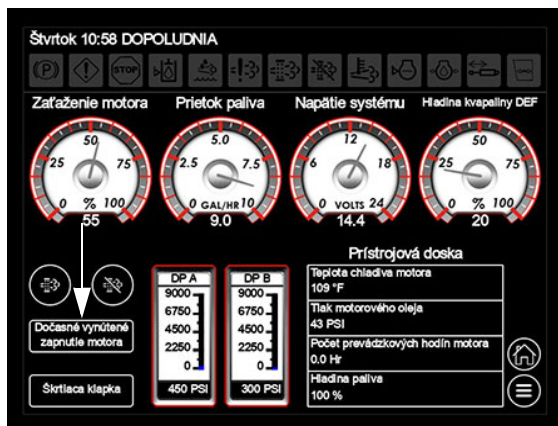 Štvrtok 10:58 DOPOLUDNIA
(P) STOP
Zaťaženie motora Prietok paliva Napätie systému Hladina kvapaliny DEF
50 5.0 12 50
25 75 2.5 7.5 6 18 25 75
0 % 100 0 GAL/HR 10 0 VOLTS 24 0 % 100
55 9.0 14.4 20
Prístrojová doska
DP A DP B
9000 9000
6750 6750
4500 4500
2250 2250
0 0
450 PSI 300 PSI
Teplota chladiva motora
109 °F
Tlak motorového oleja
43 PSI
Počet prevádzkových hodín motora
0.0 Hr
Hladina paliva
100 %
Dočasné vynútené
zapnutie motora
Škrtiaca klapka